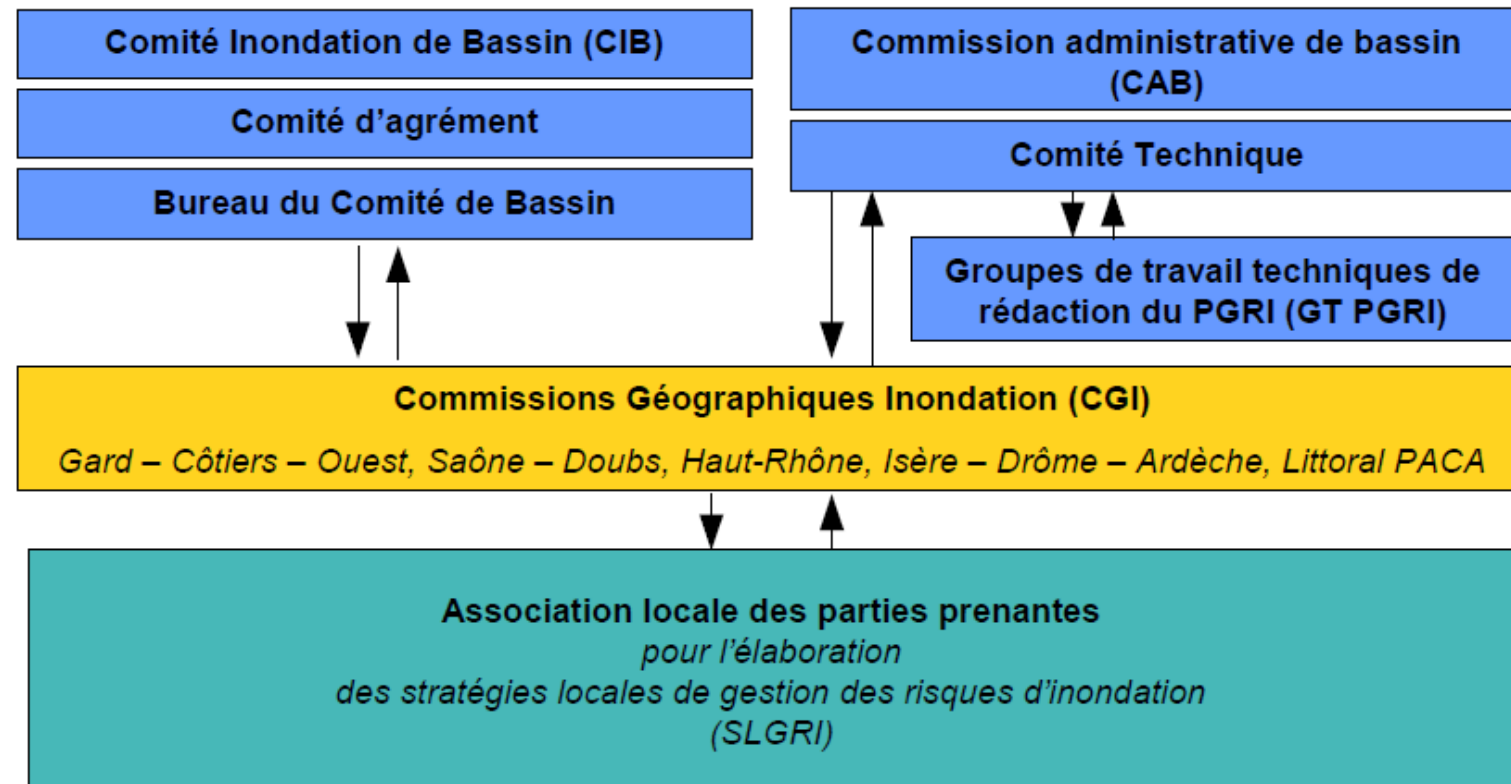 Comité Inondation de Bassin (CIB)
Comité d’agrément
Bureau du Comité de Bassin
Commission administrative de bassin
(CAB)
Comité Technique
Groupes de travail techniques de
rédaction du PGRI (GT PGRI)
Commissions Géographiques Inondation (CGI)
Gard – Côtiers – Ouest, Saône – Doubs, Haut-Rhône, Isère – Drôme – Ardèche, Littoral PACA
Association locale des parties prenantes
pour l’élaboration
des stratégies locales de gestion des risques d’inondation
(SLGRI)